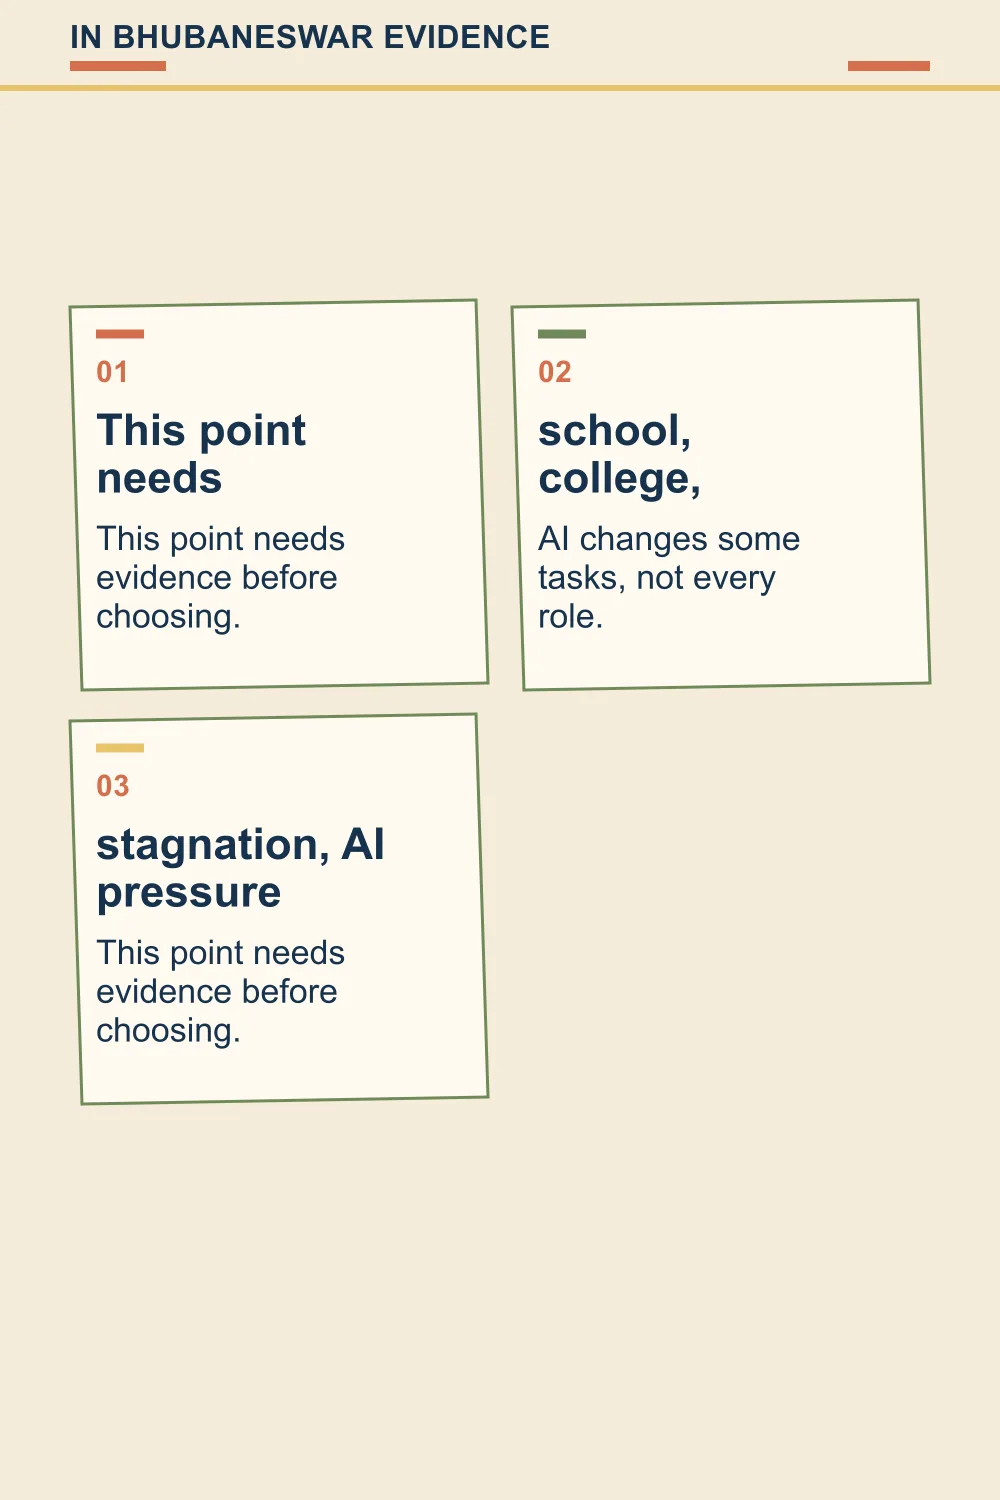 IN BHUBANESWAR EVIDENCE
01
This point
needs
This point needs
evidence before
choosing.
02
school,
college,
AI changes some
tasks, not every
role.
03
stagnation, AI
pressure
This point needs
evidence before
choosing.